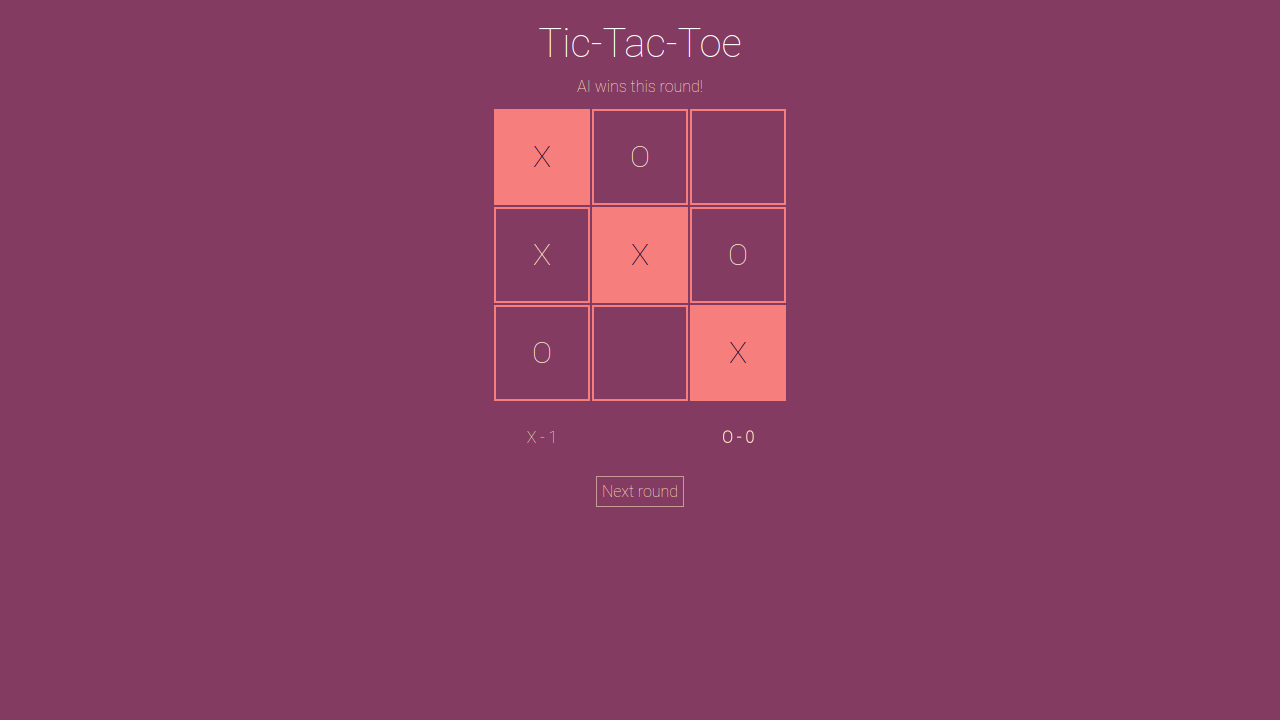 Tic-Tac-Toe
AI wins this round!
X O
X X O
O X
X - 1 O - 0
Next round